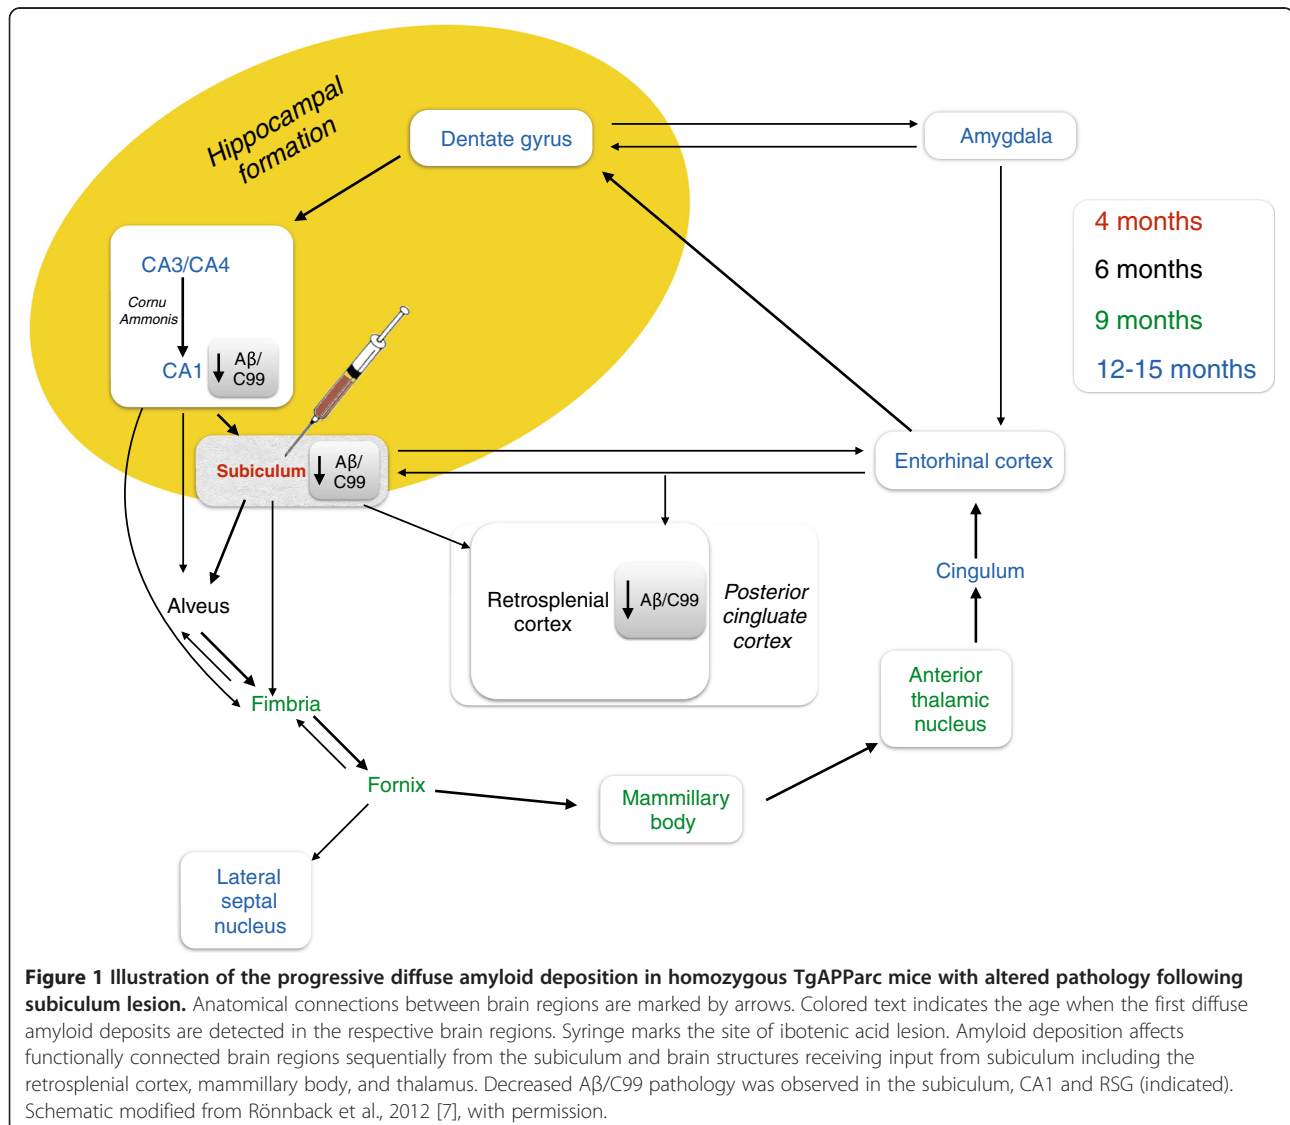 Hippocampal
formation
Dentate gyrus
Amygdala
4 months
6 months
9 months
12-15 months
CA3/CA4
Cornu
Ammonis
CA1
Aβ/
C99
Subiculum
Aβ/
C99
Entorhinal cortex
Alveus
Retrosplenial
cortex
Aβ/C99
Posterior
cingluate
cortex
Cingulum
Fimbria
Anterior
thalamic
nucleus
Fornix
Mammillary
body
Lateral
septal
nucleus
Figure 1 Illustration of the progressive diffuse amyloid deposition in homozygous TgAPParc mice with altered pathology following
subiculum lesion. Anatomical connections between brain regions are marked by arrows. Colored text indicates the age when the first diffuse
amyloid deposits are detected in the respective brain regions. Syringe marks the site of ibotenic acid lesion. Amyloid deposition affects
functionally connected brain regions sequentially from the subiculum and brain structures receiving input from subiculum including the
retrosplenial cortex, mammillary body, and thalamus. Decreased Aβ/C99 pathology was observed in the subiculum, CA1 and RSG (indicated).
Schematic modified from Rönnback et al., 2012 [7], with permission.